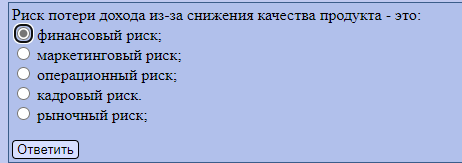 Риск потери дохода из-за снижения качества продукта - это:
финансовый риск;
маркетинговый риск;
операционный риск;
кадровый риск.
рыночный риск;
Ответить